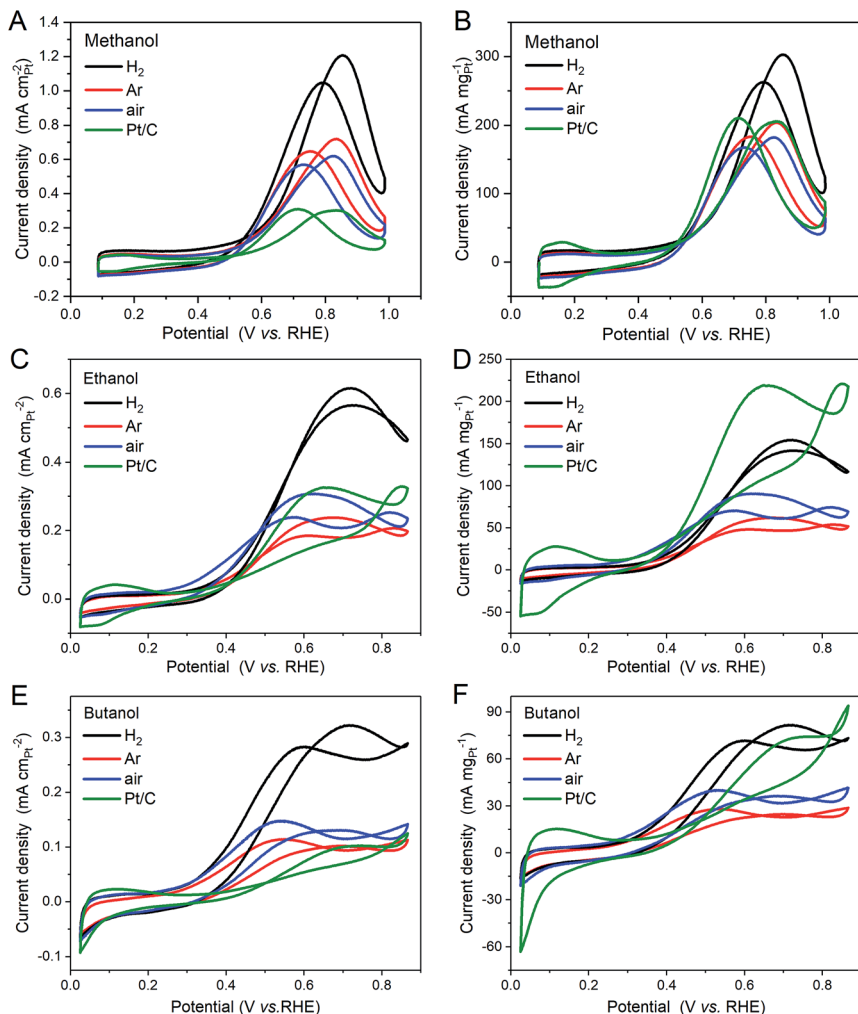 A
Methanol
H₂
Ar
air
Pt/C
Current density (mA cm⁻²Pt)
1.4
1.2
1.0
0.8
0.6
0.4
0.2
0.0
-0.2
0.0 0.2 0.4 0.6 0.8 1.0
Potential (V vs. RHE)
B
Methanol
H₂
Ar
air
Pt/C
Current density (mA mg⁻¹Pt)
300
200
100
0
0.0 0.2 0.4 0.6 0.8 1.0
Potential (V vs. RHE)
C
Ethanol
H₂
Ar
air
Pt/C
Current density (mA cmPt⁻²)
0.6
0.4
0.2
0.0
0.0 0.2 0.4 0.6 0.8
Potential (V vs. RHE)
D
Ethanol
H₂
Ar
air
Pt/C
Current density (mA mgPt⁻¹)
250
200
150
100
50
0
-50
0.0 0.2 0.4 0.6 0.8
Potential (V vs. RHE)
E
Butanol
H₂
Ar
air
Pt/C
Current density (mA cmPt⁻²)
0.3
0.2
0.1
0.0
-0.1
0.0 0.2 0.4 0.6 0.8
Potential (V vs.RHE)
F
Butanol
H₂
Ar
air
Pt/C
Current density (mA mgPt⁻¹)
90
60
30
0
-30
-60
0.0 0.2 0.4 0.6 0.8
Potential (V vs. RHE)